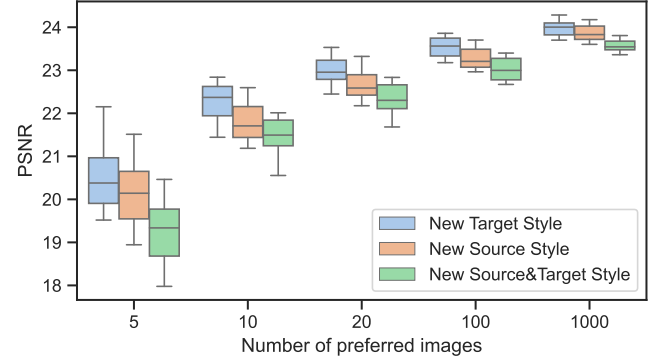 24
23
22
21
20
19
18
PSNR
New Target Style
New Source Style
New Source&Target Style
5 10 20 100 1000
Number of preferred images